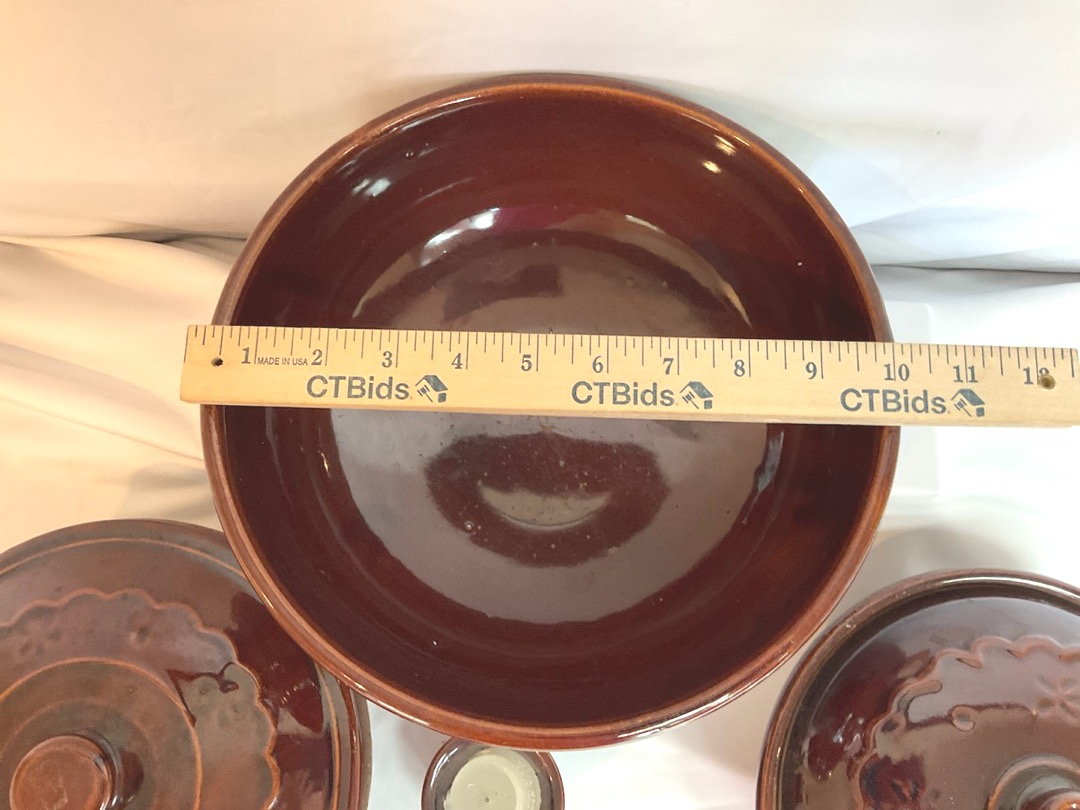 1 MADE IN USA 2 3 4 5 6 7 8 9 10 11 12
CTBids. CTBids. CTBids.